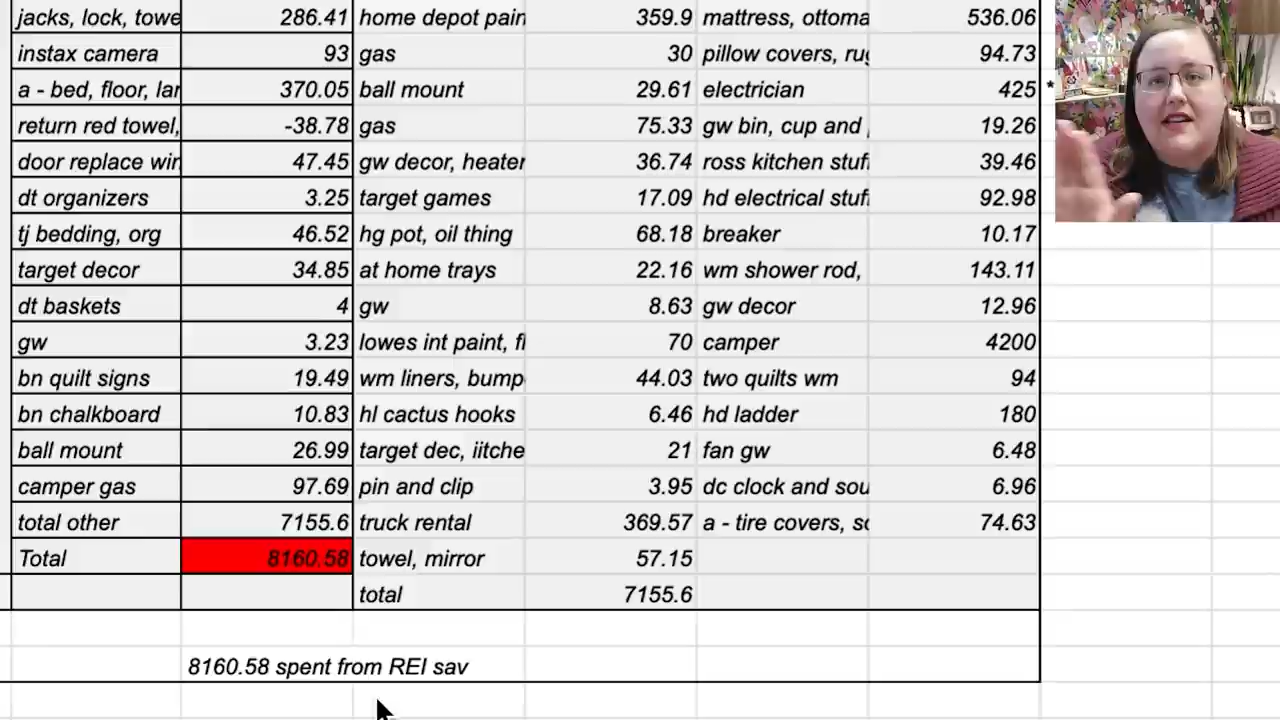 jacks, lock, towe 286.41 home depot pain 359.9 mattress, ottoma 536.06
instax camera 93 gas 30 pillow covers, rug 94.73
a - bed, floor, lar 370.05 ball mount 29.61 electrician 425 *
return red towel, -38.78 gas 75.33 gw bin, cup and 19.26
door replace win 47.45 gw decor, heater 36.74 ross kitchen stuf 39.46
dt organizers 3.25 target games 17.09 hd electrical stuf 92.98
tj bedding, org 46.52 hg pot, oil thing 68.18 breaker 10.17
target decor 34.85 at home trays 22.16 wm shower rod, 143.11
dt baskets 4 gw 8.63 gw decor 12.96
gw 3.23 lowes int paint, fl 70 camper 4200
bn quilt signs 19.49 wm liners, bump 44.03 two quilts wm 94
bn chalkboard 10.83 hl cactus hooks 6.46 hd ladder 180
ball mount 26.99 target dec, iitche 21 fan gw 6.48
camper gas 97.69 pin and clip 3.95 dc clock and sou 6.96
total other 7155.6 truck rental 369.57 a - tire covers, sc 74.63
Total 8160.58 towel, mirror 57.15
total 7155.6
8160.58 spent from REI sav